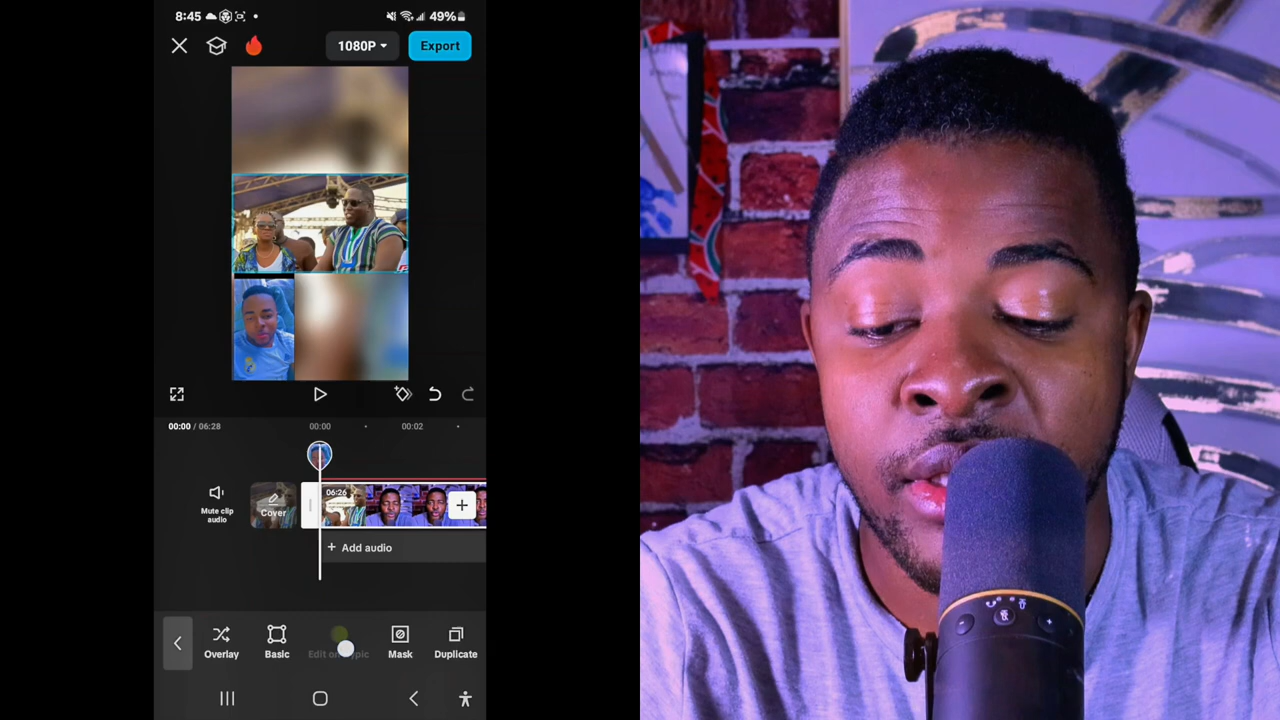 8:45
49%
1080P
Export
00:00 / 06:28
00:00
00:02
06:26
Mute clip
audio
Cover
+ Add audio
Overlay
Basic
Mask
Duplicate